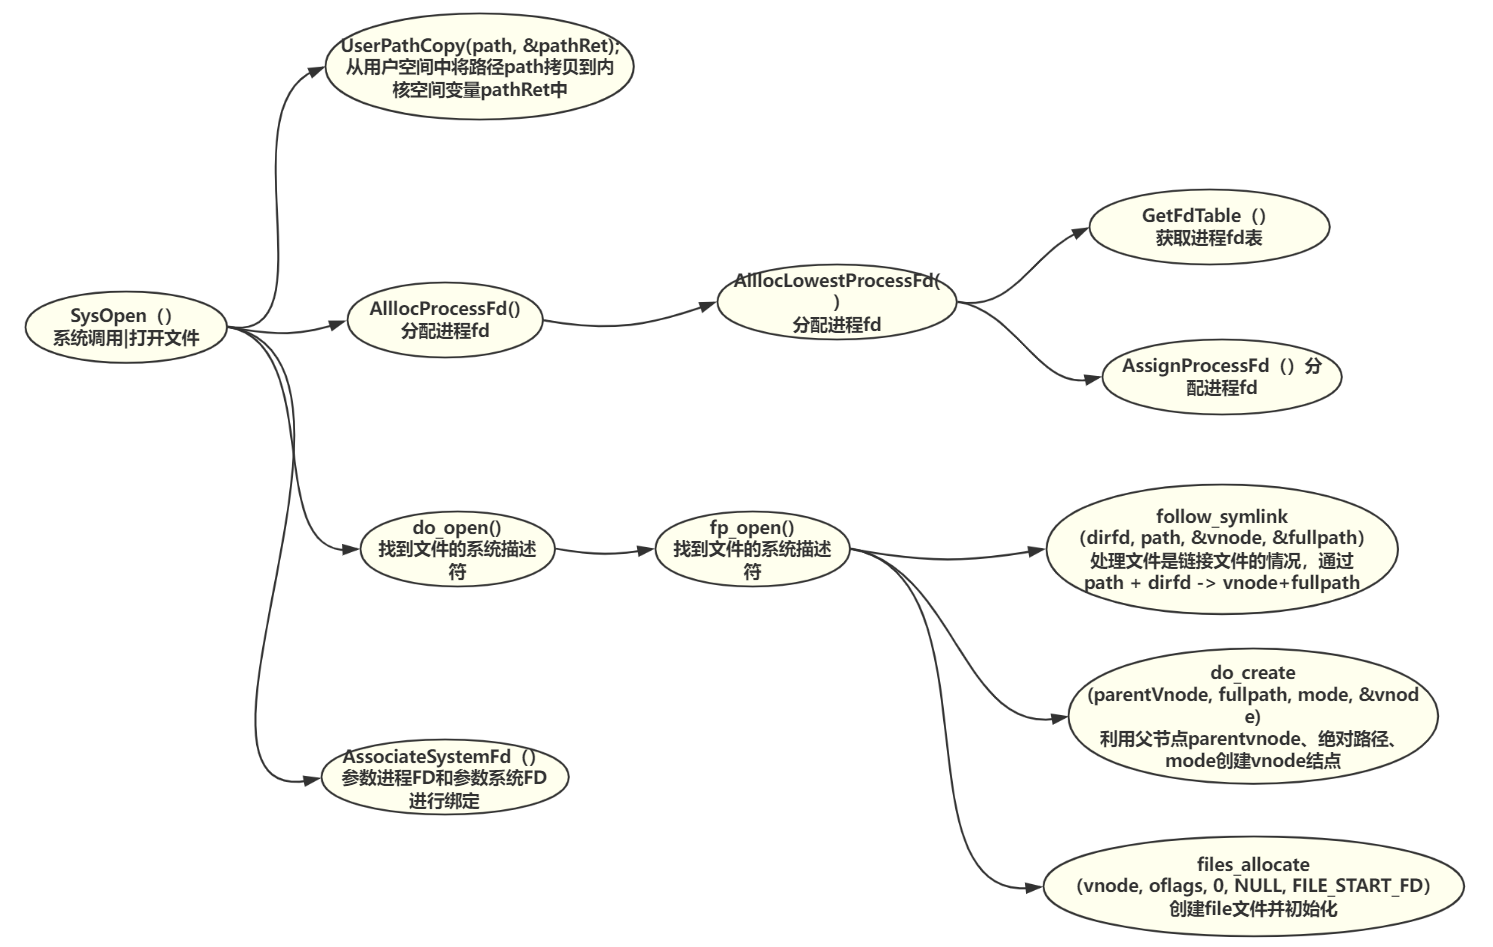 UserPathCopy(path, &pathRet);
从用户空间中将路径path拷贝到内
核空间变量pathRet中
GetFdTable（）
获取进程fd表
AlllocLowestProcessFd(
)
分配进程fd
SysOpen（）
系统调用|打开文件
AlllocProcessFd()
分配进程fd
AssignProcessFd（）分
配进程fd
do_open()
找到文件的系统描述
符
fp_open()
找到文件的系统描述
符
follow_symlink
（dirfd, path, &vnode, &fullpath）
处理文件是链接文件的情况，通过
path + dirfd -> vnode+fullpath
do_create
（parentVnode, fullpath, mode, &vnod
e）
利用父节点parentvnode、绝对路径、
mode创建vnode结点
AssociateSystemFd（）
参数进程FD和参数系统FD
进行绑定
files_allocate
（vnode, oflags, 0, NULL, FILE_START_FD）
创建file文件并初始化